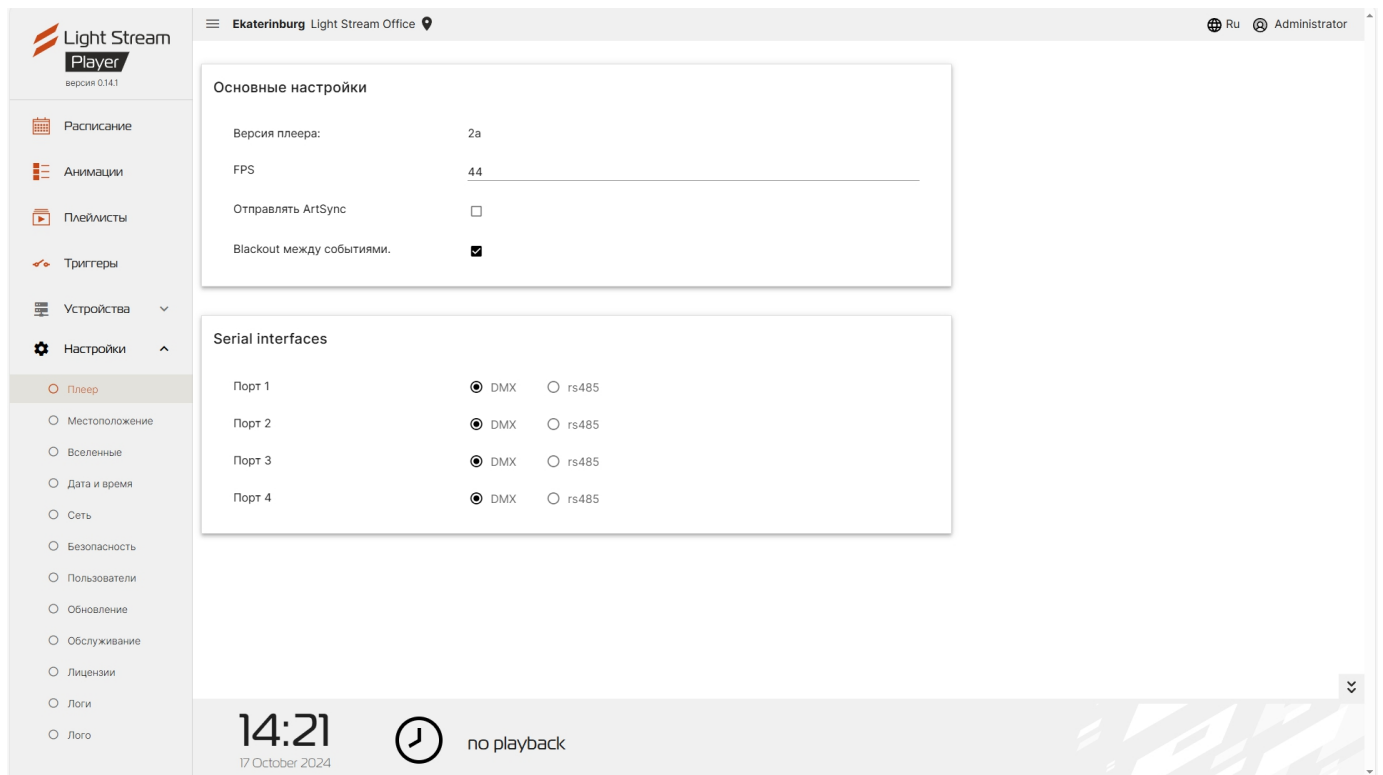 Light Stream
Player
версия 0.14.1
Расписание
Анимации
Плейлисты
Триггеры
Устройства
Настройки
Плеер
Местоположение
Вселенные
Дата и время
Сеть
Безопасность
Пользователи
Обновление
Обслуживание
Лицензии
Логи
Лого
Ekaterinburg Light Stream Office
Ru Administrator
Основные настройки
Версия плеера: 2a
FPS 44
Отправлять ArtSync
Blackout между событиями.
Serial interfaces
Порт 1 DMX rs485
Порт 2 DMX rs485
Порт 3 DMX rs485
Порт 4 DMX rs485
14:21
17 October 2024
no playback